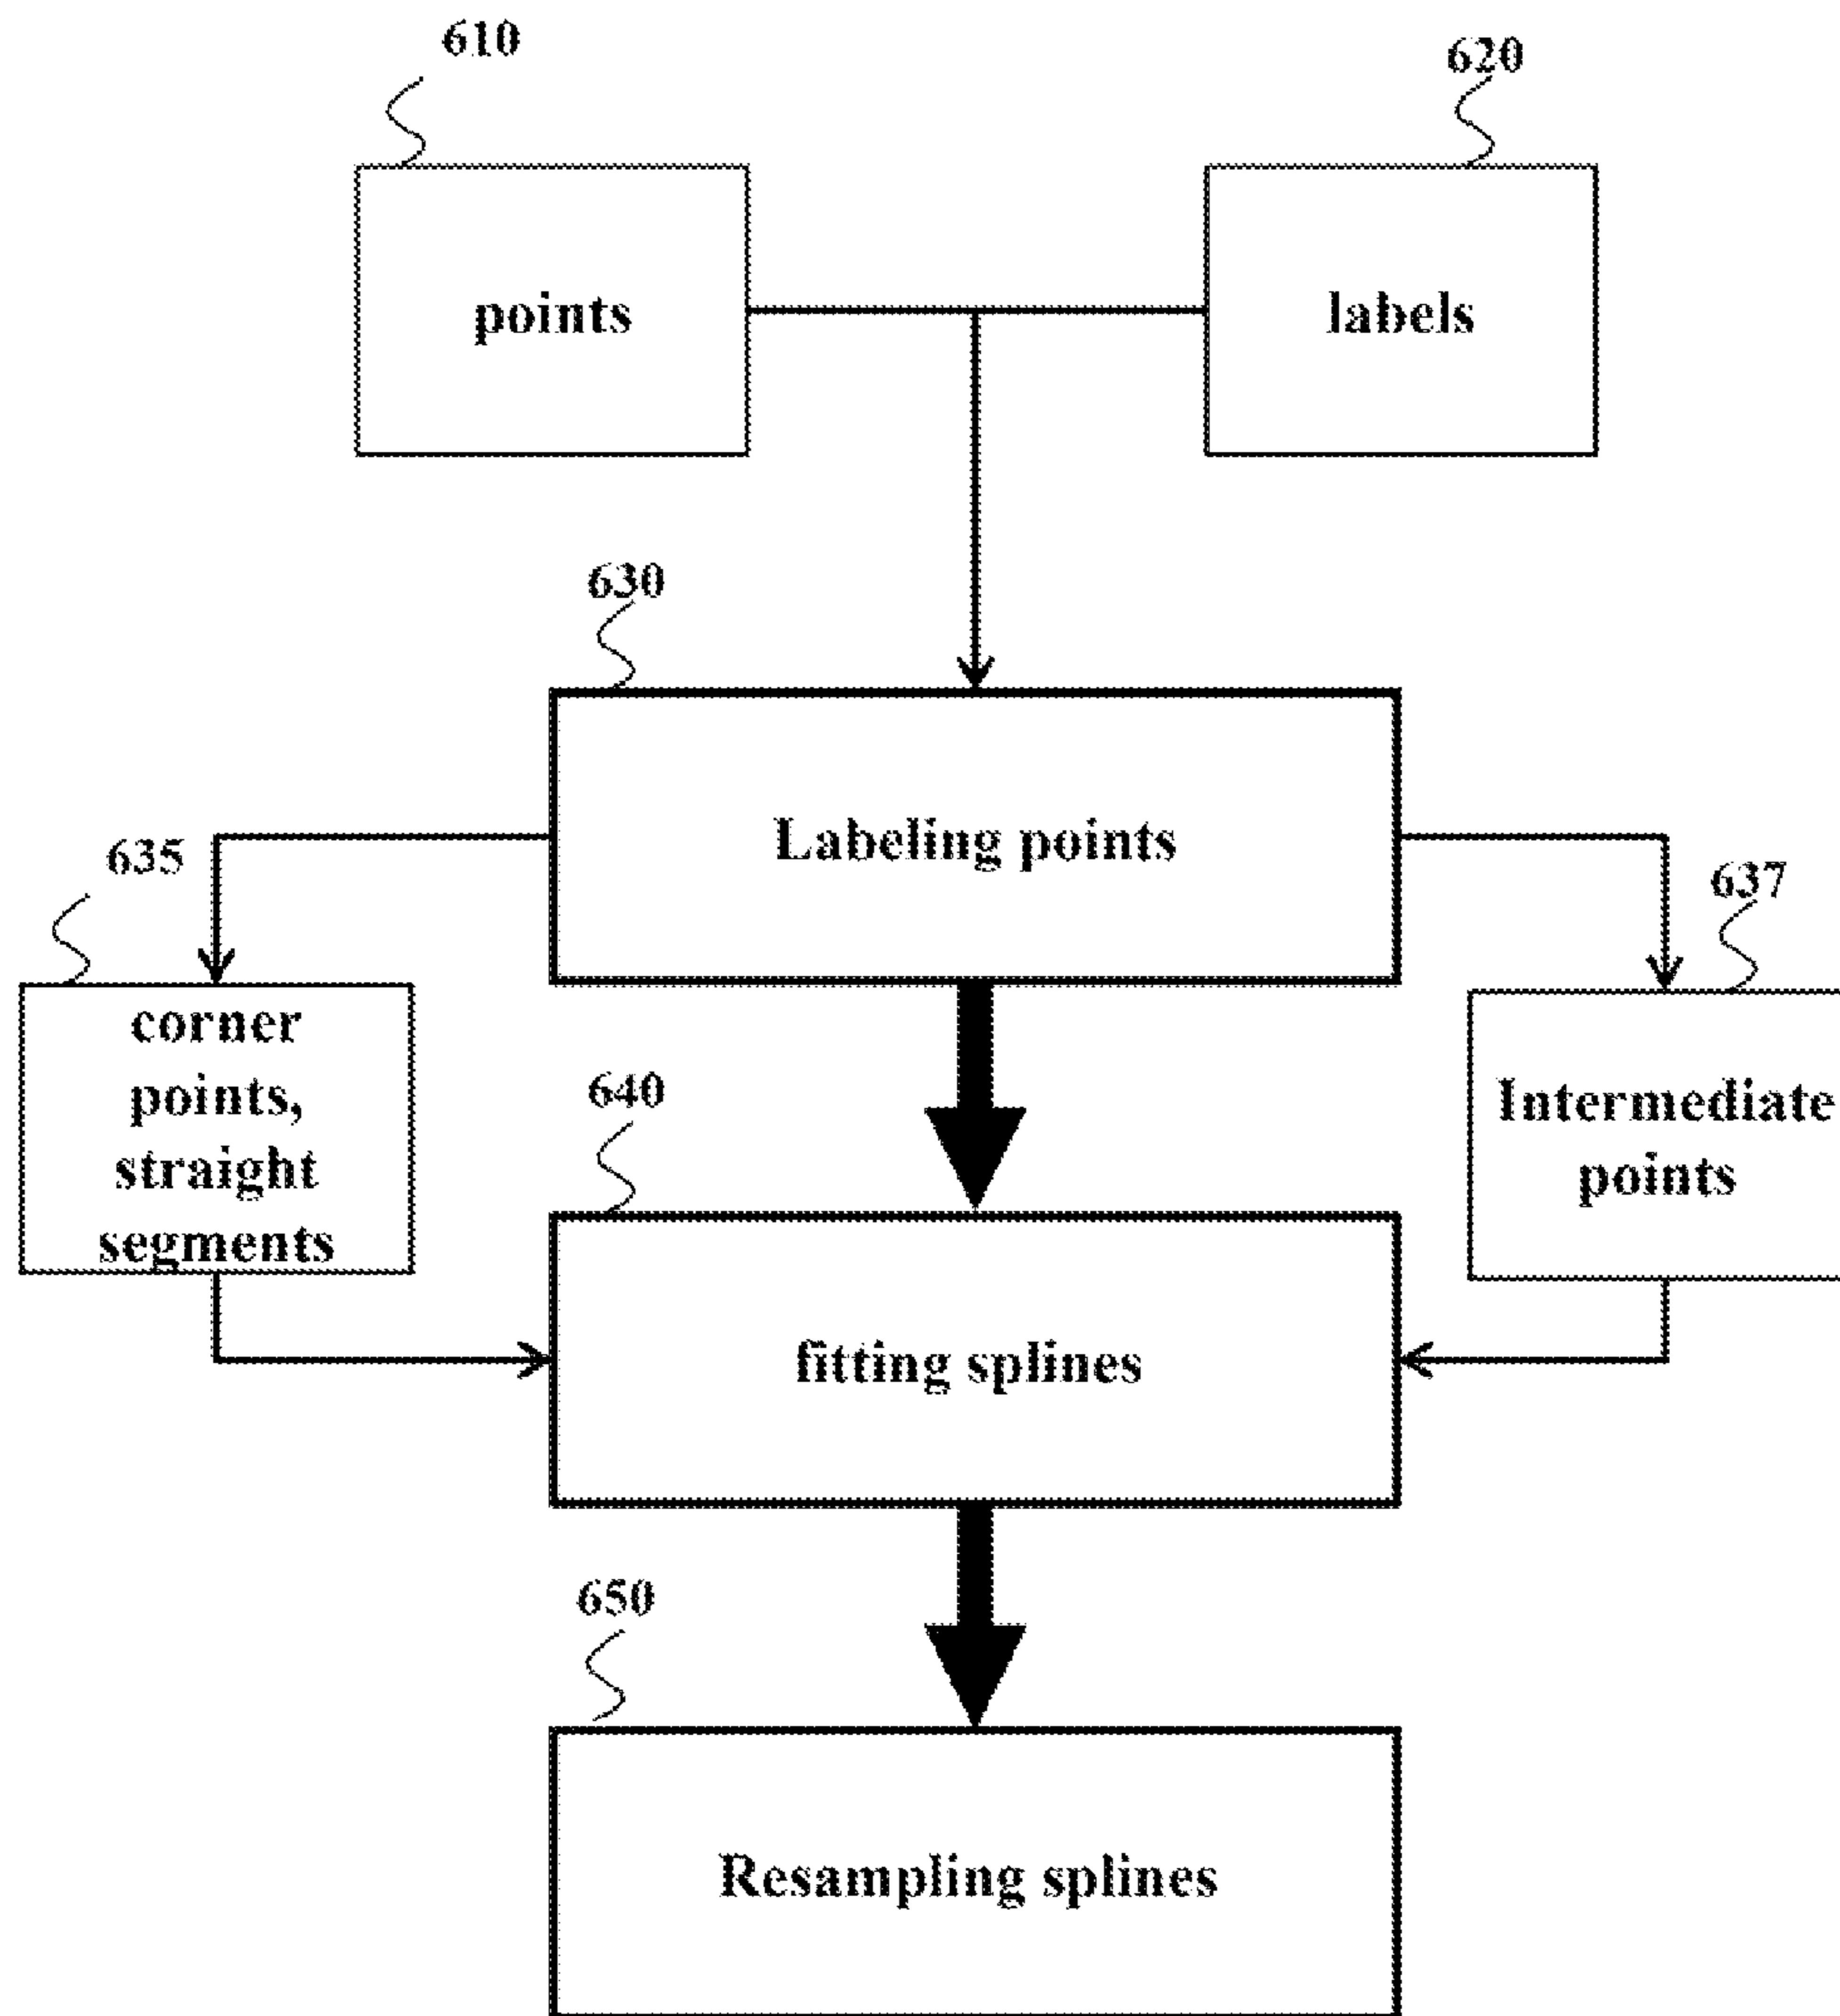 610
620
points
labels
630
Labeling points
635
637
corner
points,
straight
segments
640
Intermediate
points
fitting splines
650
Resampling splines